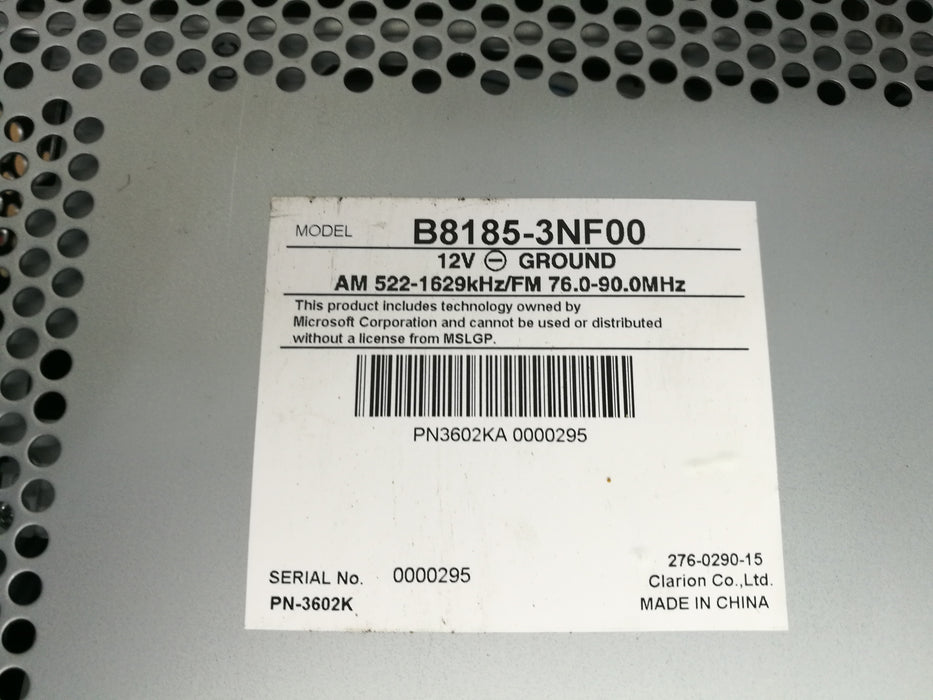 MODEL B8185-3NF00
12V ⊖ GROUND
AM 522-1629kHz/FM 76.0-90.0MHz
This product includes technology owned by
Microsoft Corporation and cannot be used or distributed
without a license from MSLGP.
PN3602KA 0000295
276-0290-15
SERIAL No. 0000295
Clarion Co.,Ltd.
PN-3602K
MADE IN CHINA